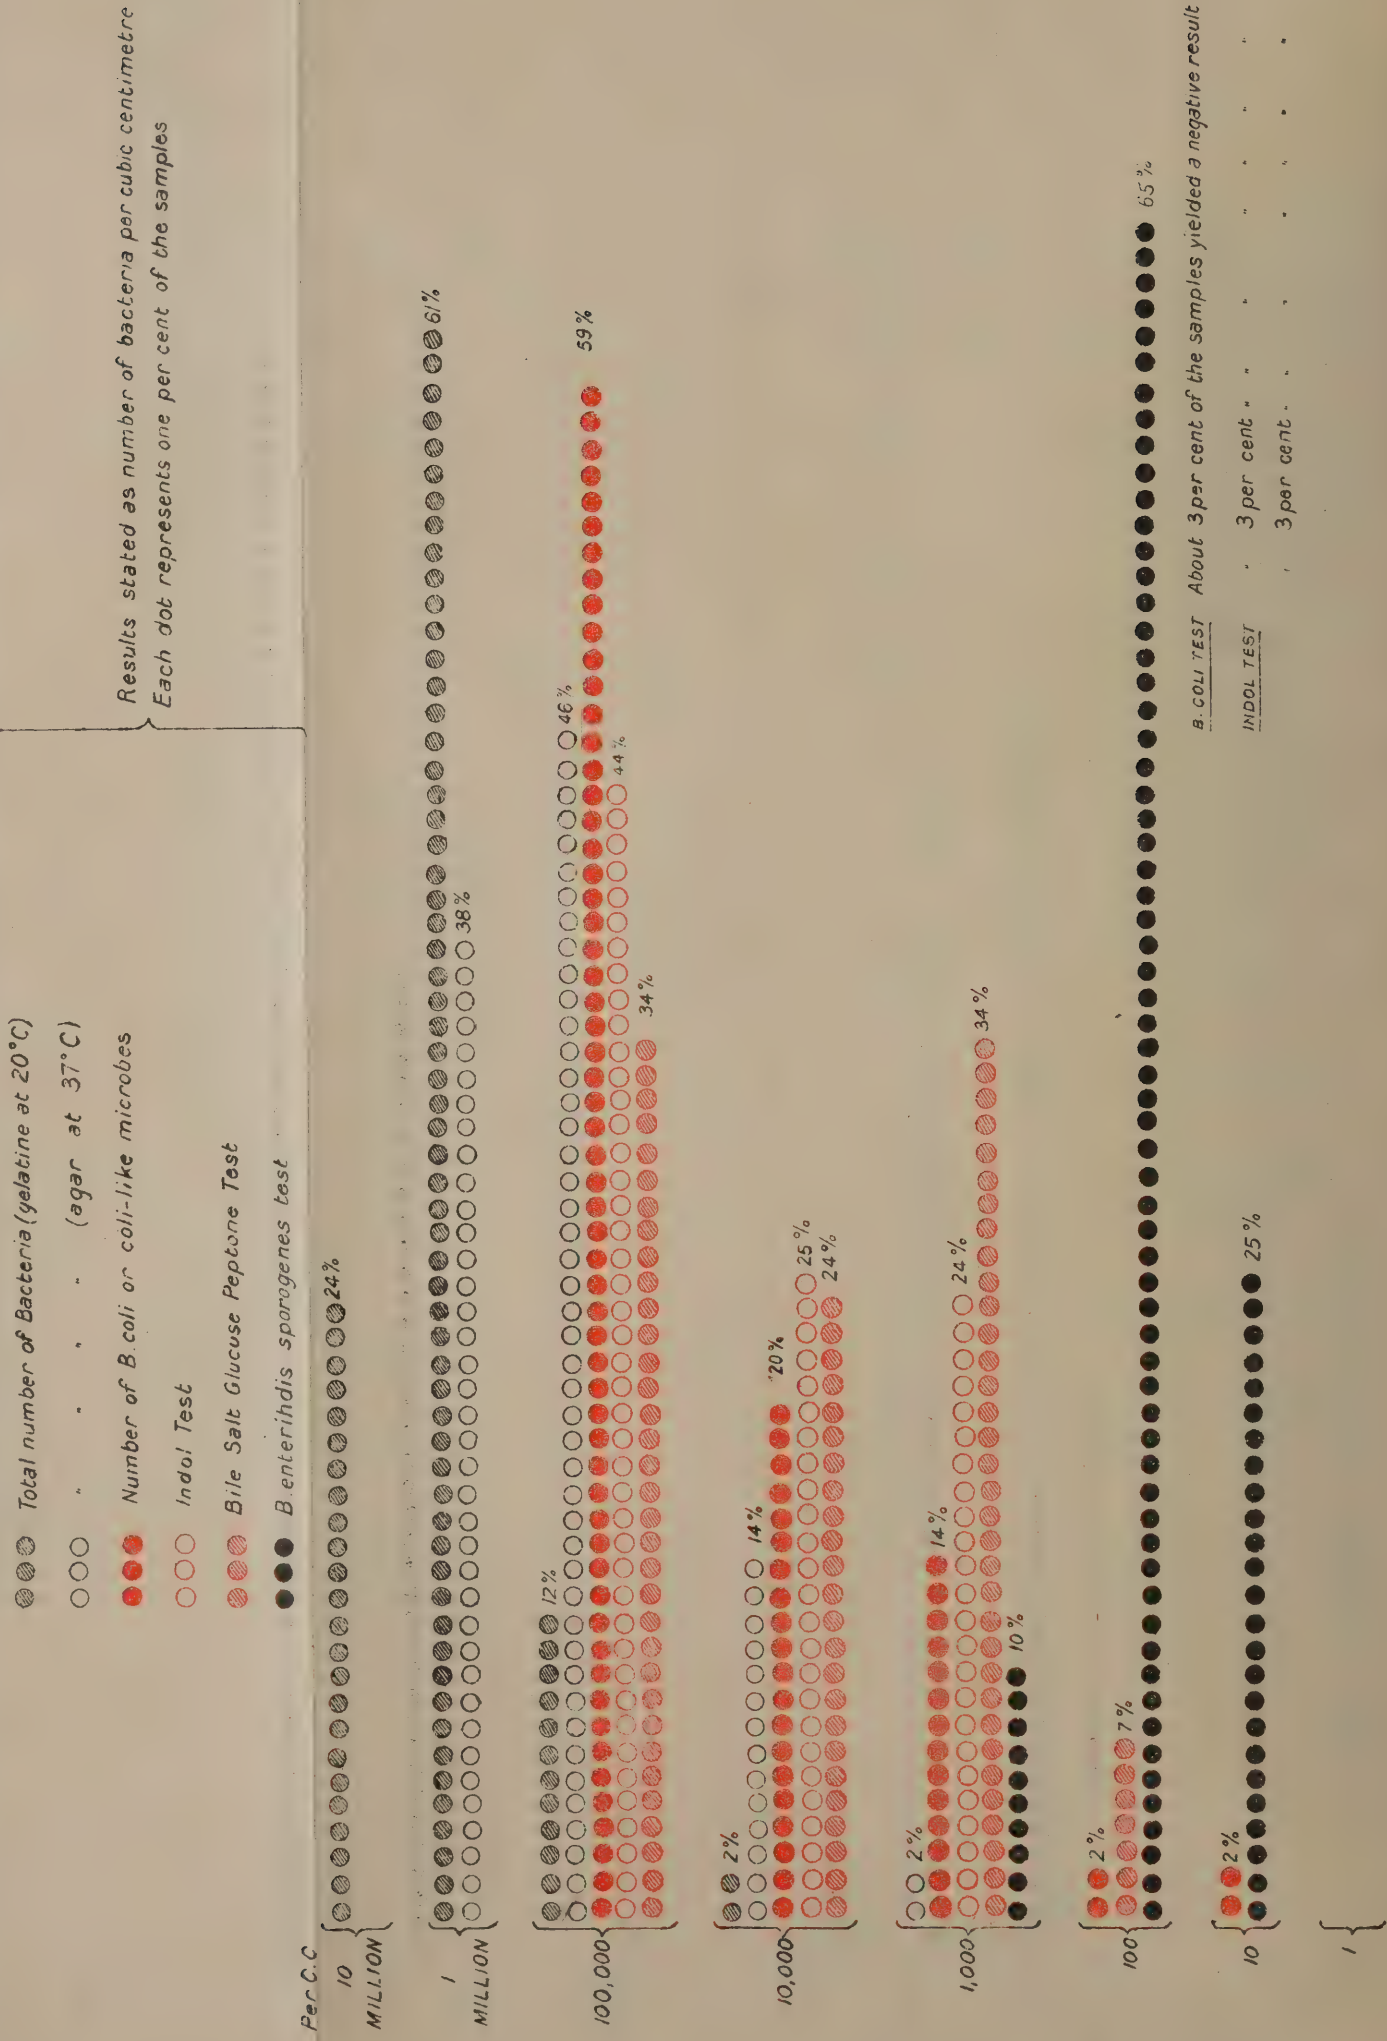 Total number of Bacteria (gelatine at 20°C)
" " " " (agar at 37°C)
Number of B.coli or coli-like microbes
Indol Test
Bile Salt Glucuse Peptone Test
B.enterihdis sporogenes test.
Results stated as number of bacteria per cubic centimetre
Each dot represents one per cent of the samples
Per C.C
10 MILLION
24%
1 MILLION
61%
38%
100,000
12%
46%
59%
44%
34%
10,000
2%
14%
20%
25%
24%
1,000
2%
14%
24%
34%
10%
100
2%
7%
65%
10
2%
25%
1
B. COLI TEST About 3 per cent of the samples yielded a negative result
INDOL TEST " 3 per cent " " " " " " "
" 3 per cent " " " " " " "